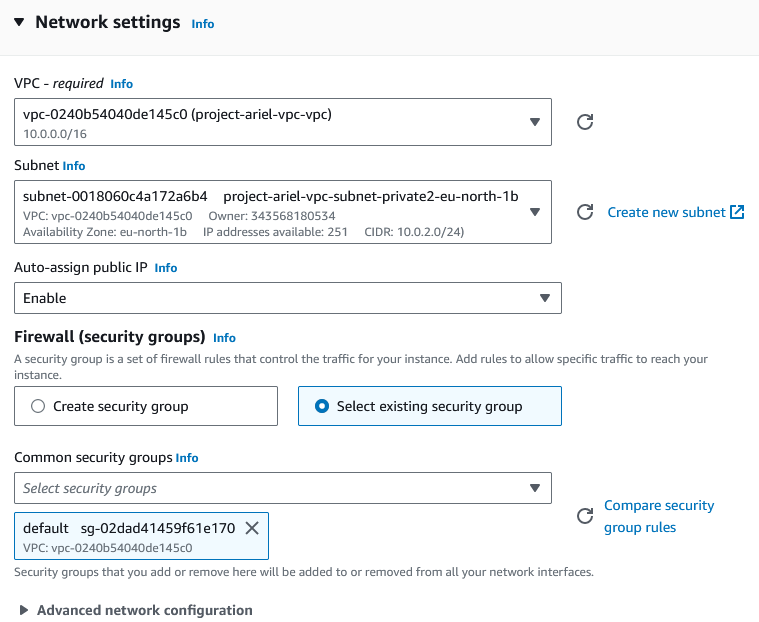 Network settings Info
VPC - required Info
vpc-0240b54040de145c0 (project-ariel-vpc-vpc)
10.0.0.0/16
Subnet Info
subnet-0018060c4a172a6b4 project-ariel-vpc-subnet-private2-eu-north-1b
VPC: vpc-0240b54040de145c0 Owner: 343568180534
Availability Zone: eu-north-1b IP addresses available: 251 CIDR: 10.0.2.0/24)
Create new subnet
Auto-assign public IP Info
Enable
Firewall (security groups) Info
A security group is a set of firewall rules that control the traffic for your instance. Add rules to allow specific traffic to reach your
instance.
Create security group
Select existing security group
Common security groups Info
Select security groups
default sg-02dad41459f61e170
VPC: vpc-0240b54040de145c0
Compare security
group rules
Security groups that you add or remove here will be added to or removed from all your network interfaces.
Advanced network configuration